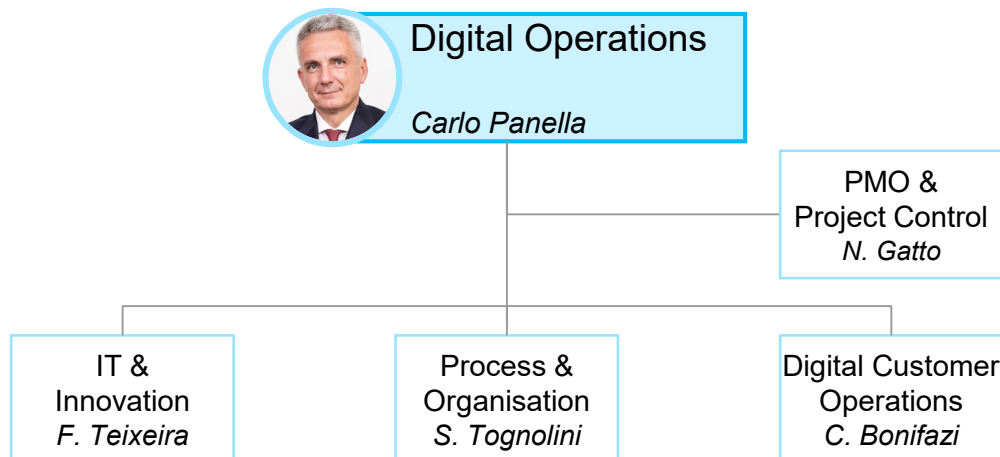 Digital Operations
Carlo Panella
PMO &
Project Control
N. Gatto
IT &
Innovation
F. Teixeira
Process &
Organisation
S. Tognolini
Digital Customer
Operations
C. Bonifazi